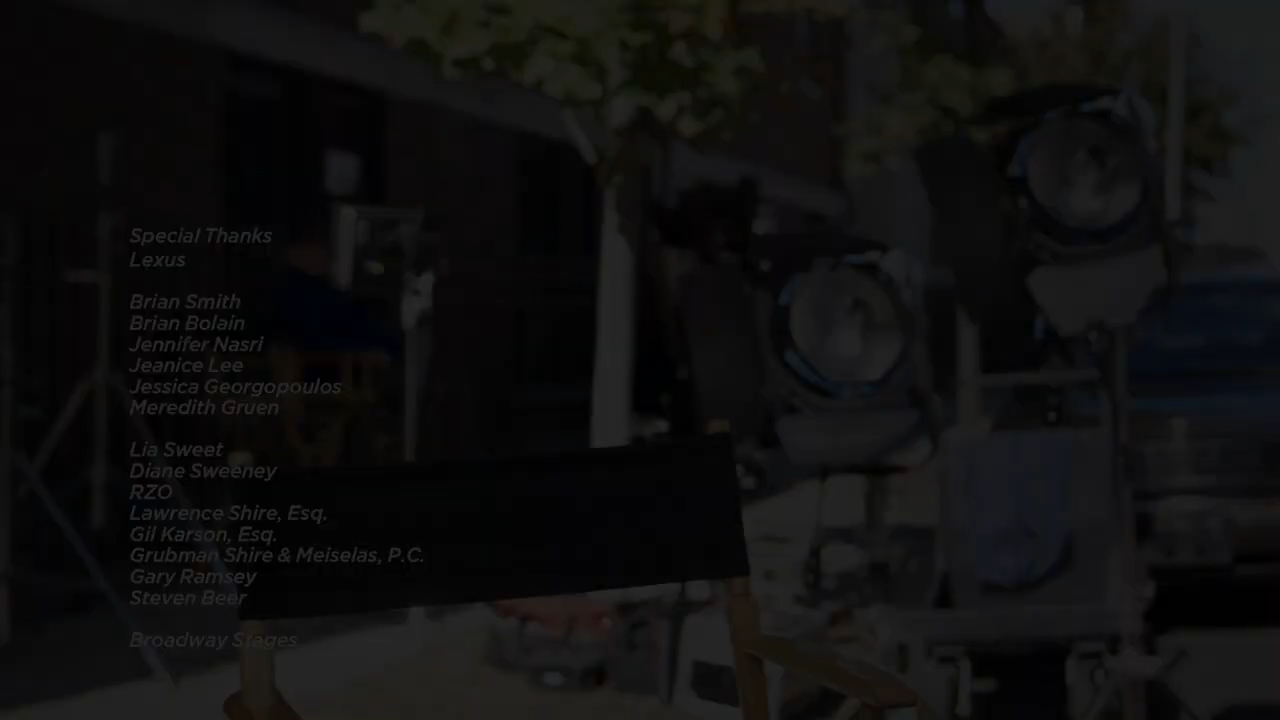 Special Thanks
Lexus
Brian Smith
Brian Bolain
Jennifer Nasri
Jeanice Lee
Jessica Georgopoulos
Meredith Gruen
Lia Sweet
Diane Sweeney
RZO
Lawrence Shire, Esq.
Gil Karson, Esq.
Grubman Shire & Meiselas, P.C.
Gary Ramsey
Steven Beer
Broadway Stages